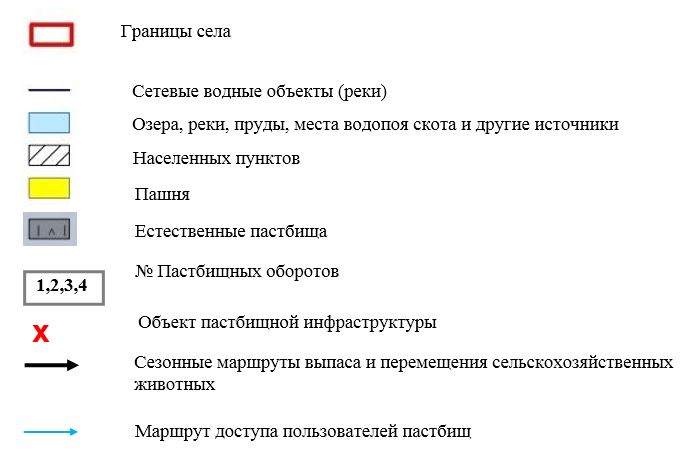 Границы села
Сетевые водные объекты (реки)
Озера, реки, пруды, места водопоя скота и другие источники
Населенных пунктов
Пашня
Естественные пастбища
1,2,3,4 № Пастбищных оборотов
X Объект пастбищной инфраструктуры
Сезонные маршруты выпаса и перемещения сельскохозяйственных
животных
Маршрут доступа пользователей пастбищ